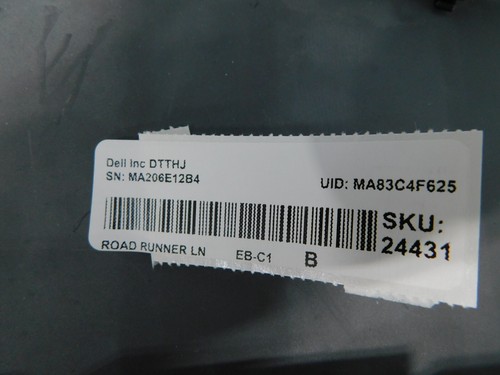 Dell Inc DTTHJ
SN: MA206E12B4
UID: MA83C4F625
SKU:
24431
ROAD RUNNER LN EB-C1 B